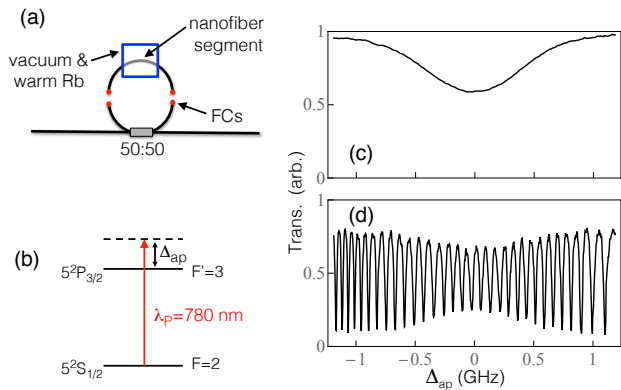 (a)
nanofiber
segment
vacuum &
warm Rb
FCs
50:50
(b)
Δap
5²P3/2
F'=3
λP=780 nm
5²S1/2
F=2
1
0.5
0
(c)
Trans. (arb.)
1
0.5
0
(d)
−1
−0.5
0
0.5
1
Δap (GHz)